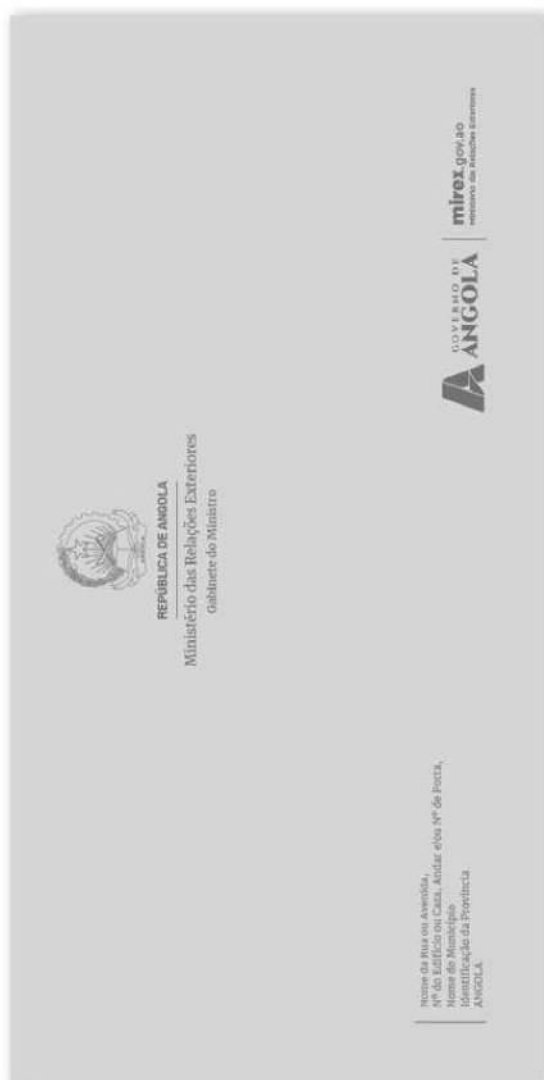 REPÚBLICA DE ANGOLA
Ministério das Relações Exteriores
Gabinete do Ministro
Nome da Rua ou Avenida,
Nº do Edifício ou Casa, Andar e/ou Nº de Porta,
Nome do Município
Identificação da Província
ANGOLA
GOVERNO DE
ANGOLA
mirex.gov.ao
Ministério das Relações Exteriores